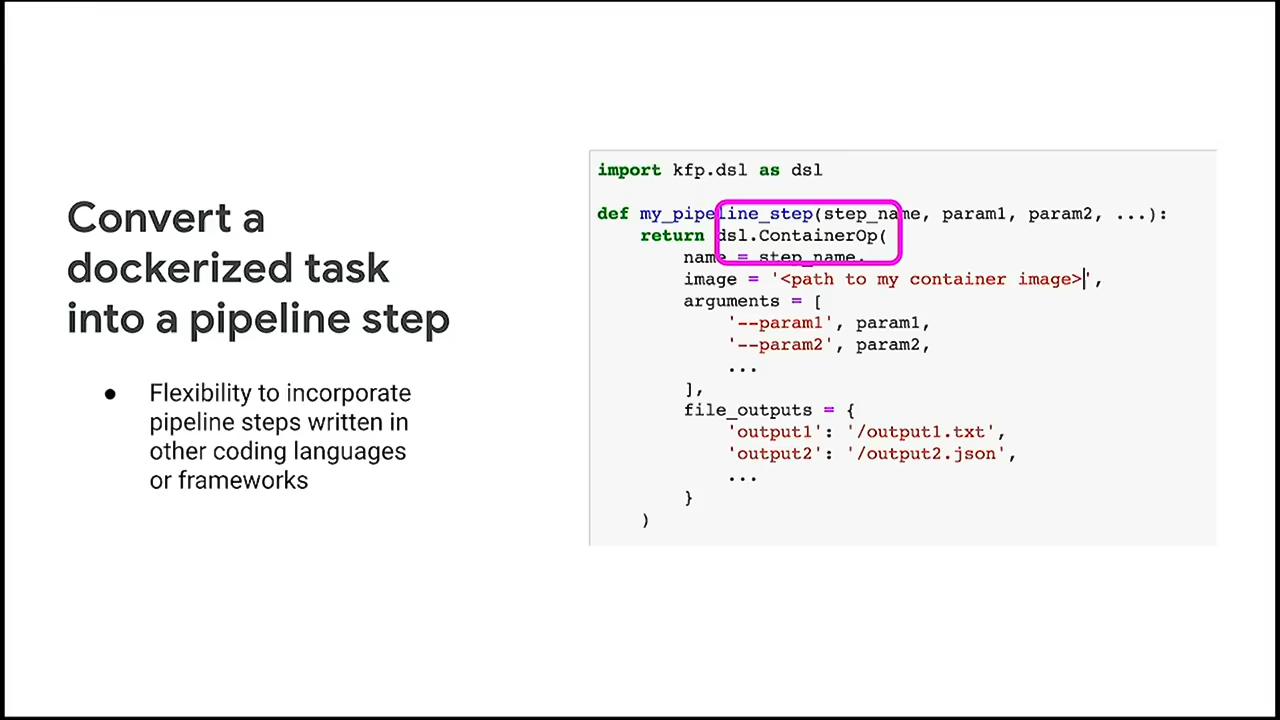 Convert a
dockerized task
into a pipeline step
● Flexibility to incorporate
pipeline steps written in
other coding languages
or frameworks
import kfp.dsl as dsl
def my_pipeline_step(step_name, param1, param2, ...):
    return dsl.ContainerOp(
        name = step_name,
        image = '<path to my container image>',
        arguments = [
            '--param1', param1,
            '--param2', param2,
            ...
        ],
        file_outputs = {
            'output1': '/output1.txt',
            'output2': '/output2.json',
            ...
        }
    )